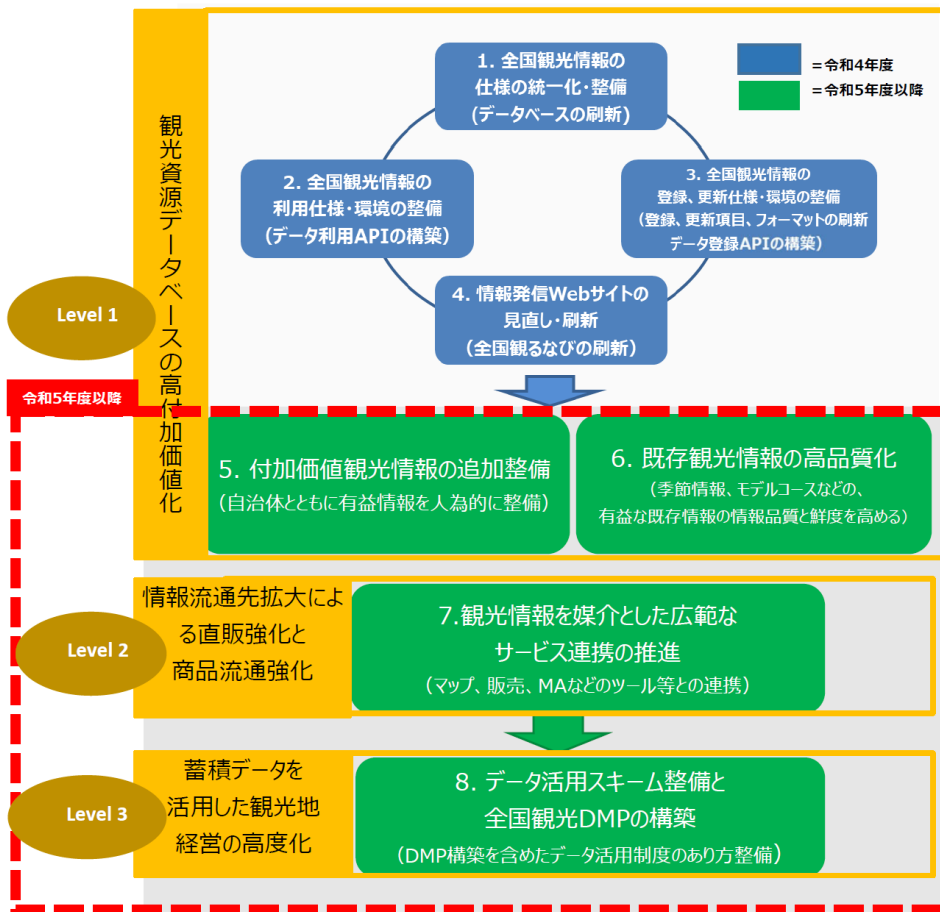 1. 全国観光情報の
仕様の統一化・整備
(データベースの刷新)
=令和4年度
=令和5年度以降
観光資源データベースの高付加価値化
2. 全国観光情報の
利用仕様・環境の整備
(データ利用APIの構築)
3. 全国観光情報の
登録、更新仕様・環境の整備
(登録、更新項目、フォーマットの刷新
データ登録APIの構築)
4. 情報発信Webサイトの
見直し・刷新
(全国観るなびの刷新)
Level 1
令和5年度以降
5. 付加価値観光情報の追加整備
(自治体とともに有益情報を人為的に整備)
6. 既存観光情報の高品質化
(季節情報、モデルコースなどの、
有益な既存情報の情報品質と鮮度を高める)
Level 2
情報流通先拡大によ
る直販強化と
商品流通強化
7.観光情報を媒介とした広範な
サービス連携の推進
(マップ、販売、MAなどのツール等との連携)
Level 3
蓄積データを
活用した観光地
経営の高度化
8. データ活用スキーム整備と
全国観光DMPの構築
(DMP構築を含めたデータ活用制度のあり方整備)